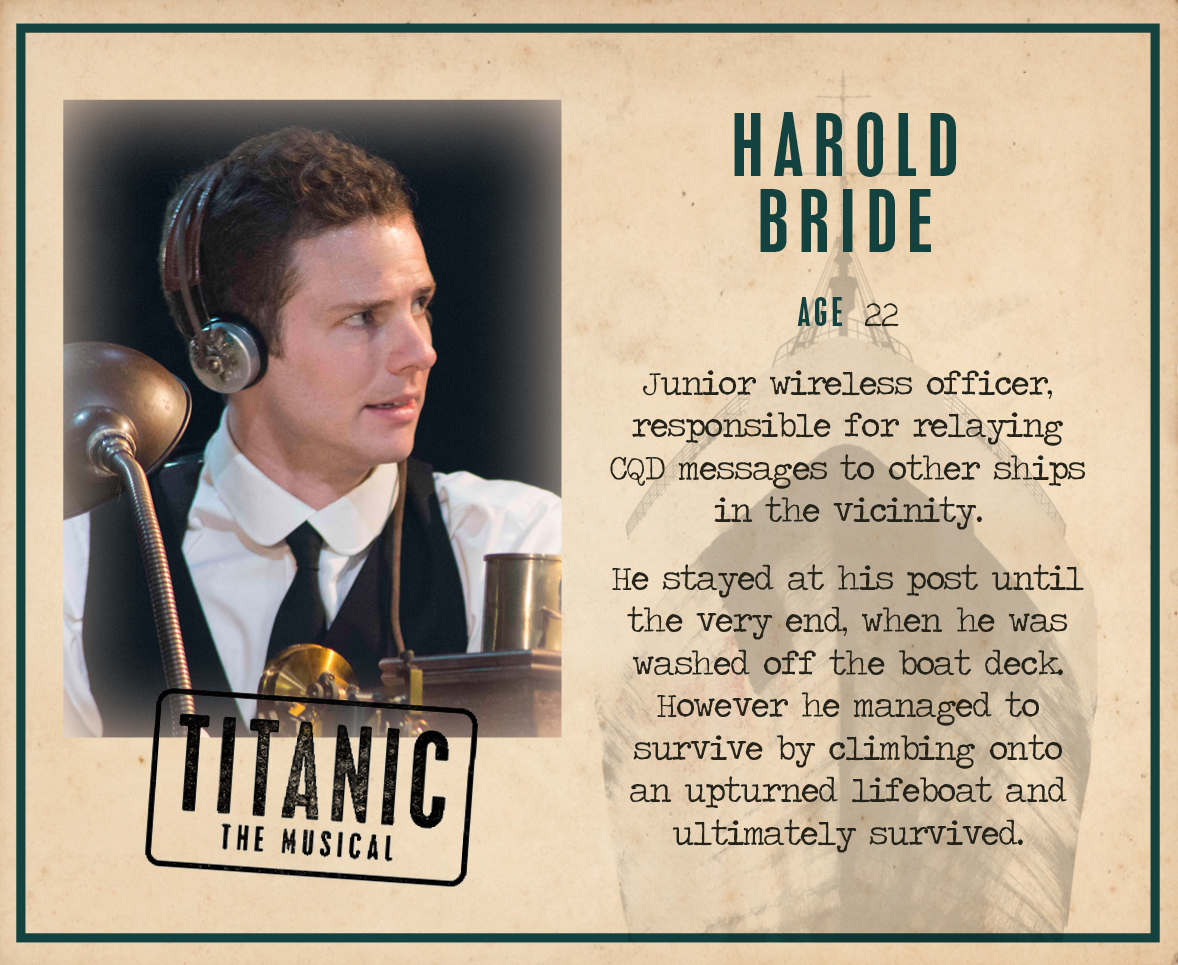 HAROLD
BRIDE
AGE 22
Junior wireless officer,
responsible for relaying
CQD messages to other ships
in the vicinity.
He stayed at his post until
the very end, when he was
washed off the boat deck.
However he managed to
survive by climbing onto
an upturned lifeboat and
ultimately survived.
TITANIC
THE MUSICAL